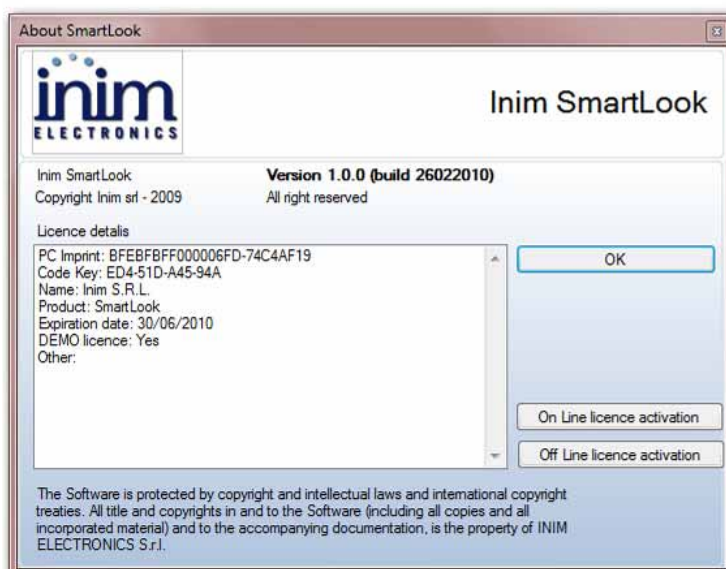 About SmartLook
inim
ELECTRONICS
Inim SmartLook
Inim SmartLook
Version 1.0.0 (build 26022010)
Copyright Inim srl - 2009
All right reserved
Licence detalis
PC Imprint: BFEBFBFF000006FD-74C4AF19
Code Key: ED4-51D-A45-94A
Name: Inim S.R.L.
Product: SmartLook
Expiration date: 30/06/2010
DEMO licence: Yes
Other:
OK
On Line licence activation
Off Line licence activation
The Software is protected by copyright and intellectual laws and international copyright
treaties. All title and copyrights in and to the Software (including all copies and all
incorporated material) and to the accompanying documentation, is the property of INIM
ELECTRONICS S.r.l.